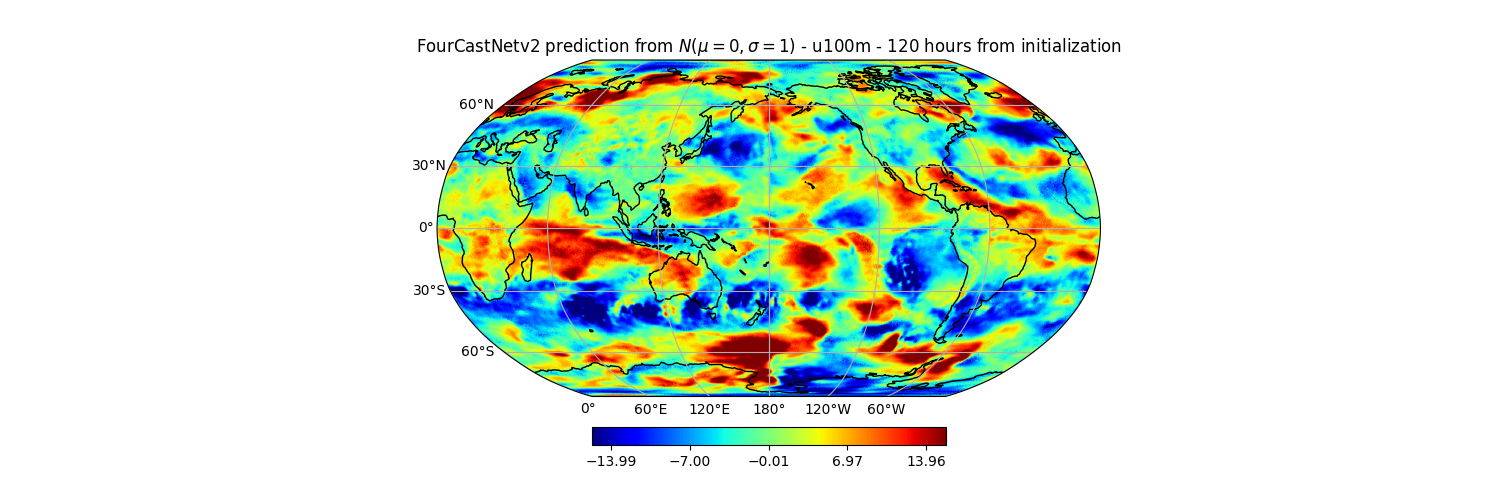 FourCastNetv2 prediction from N(μ = 0, σ = 1) - u100m - 120 hours from initialization
60°N
30°N
0°
30°S
60°S
0° 60°E 120°E 180° 120°W 60°W
−13.99 −7.00 −0.01 6.97 13.96